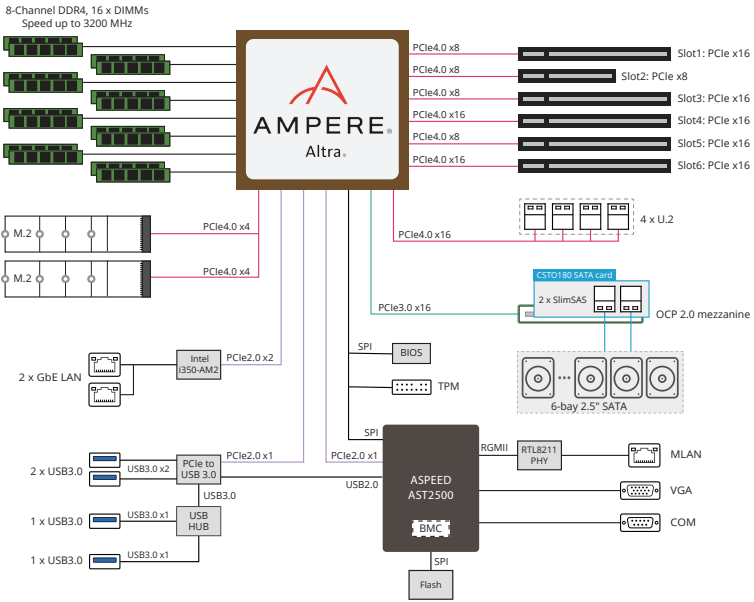 8-Channel DDR4, 16 x DIMMs
Speed up to 3200 MHz
AMPERE®
Altra®
PCIe4.0 x8
Slot1: PCIe x16
PCIe4.0 x8
Slot2: PCIe x8
PCIe4.0 x8
Slot3: PCIe x16
PCIe4.0 x16
Slot4: PCIe x16
PCIe4.0 x8
Slot5: PCIe x16
PCIe4.0 x16
Slot6: PCIe x16
M.2
PCIe4.0 x4
M.2
PCIe4.0 x4
PCIe4.0 x16
4 x U.2
CSTO180 SATA card
2 x SlimSAS
PCIe3.0 x16
OCP 2.0 mezzanine
6-bay 2.5" SATA
2 x GbE LAN
Intel
i350-AM2
PCIe2.0 x2
SPI
BIOS
TPM
SPI
PCIe2.0 x1
PCIe2.0 x1
USB2.0
2 x USB3.0
USB3.0 x2
PCIe to
USB 3.0
USB3.0
1 x USB3.0
USB3.0 x1
USB
HUB
1 x USB3.0
USB3.0 x1
ASPEED
AST2500
BMC
SPI
Flash
RGMII
RTL8211
PHY
MLAN
VGA
COM